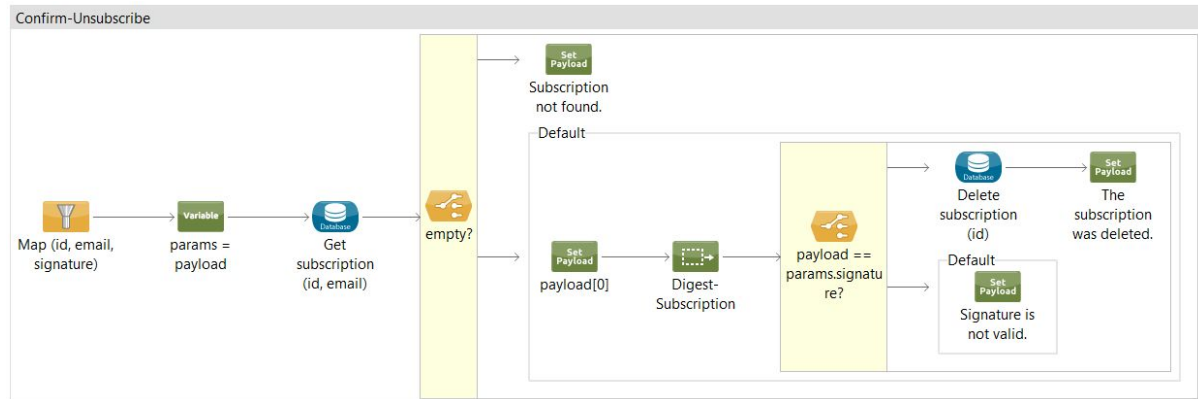 Confirm-Unsubscribe
Set
Payload
Subscription
not found.
Default
Map (id, email,
signature)
Variable
params =
payload
Database
Get
subscription
(id, email)
empty?
Set
Payload
payload[0]
Digest-
Subscription
payload ==
params.signatu
re?
Database
Delete
subscription
(id)
Set
Payload
The
subscription
was deleted.
Default
Set
Payload
Signature is
not valid.